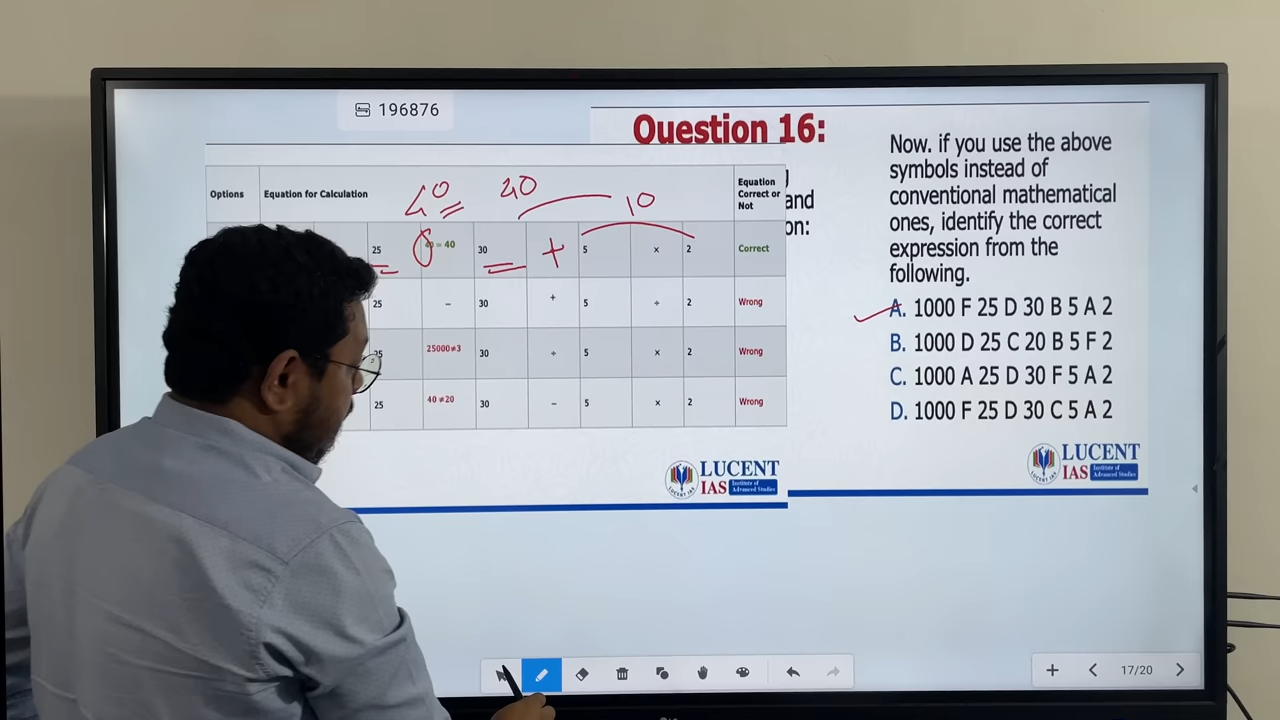 196876
Question 16:
and
on:
Now. if you use the above
symbols instead of
conventional mathematical
ones, identify the correct
expression from the
following.
A. 1000 F 25 D 30 B 5 A 2
B. 1000 D 25 C 20 B 5 F 2
C. 1000 A 25 D 30 F 5 A 2
D. 1000 F 25 D 30 C 5 A 2
Options Equation for Calculation Equation Correct or Not
40 40 10
25 = 40 30 + 5 × 2 Correct
25 − 30 + 5 ÷ 2 Wrong
25000≠3 30 ÷ 5 × 2 Wrong
25 40 ≠20 30 − 5 × 2 Wrong
LUCENT
IAS Institute of Advanced Studies
LUCENT IAS
LUCENT
IAS Institute of Advanced Studies
LUCENT IAS
17/20